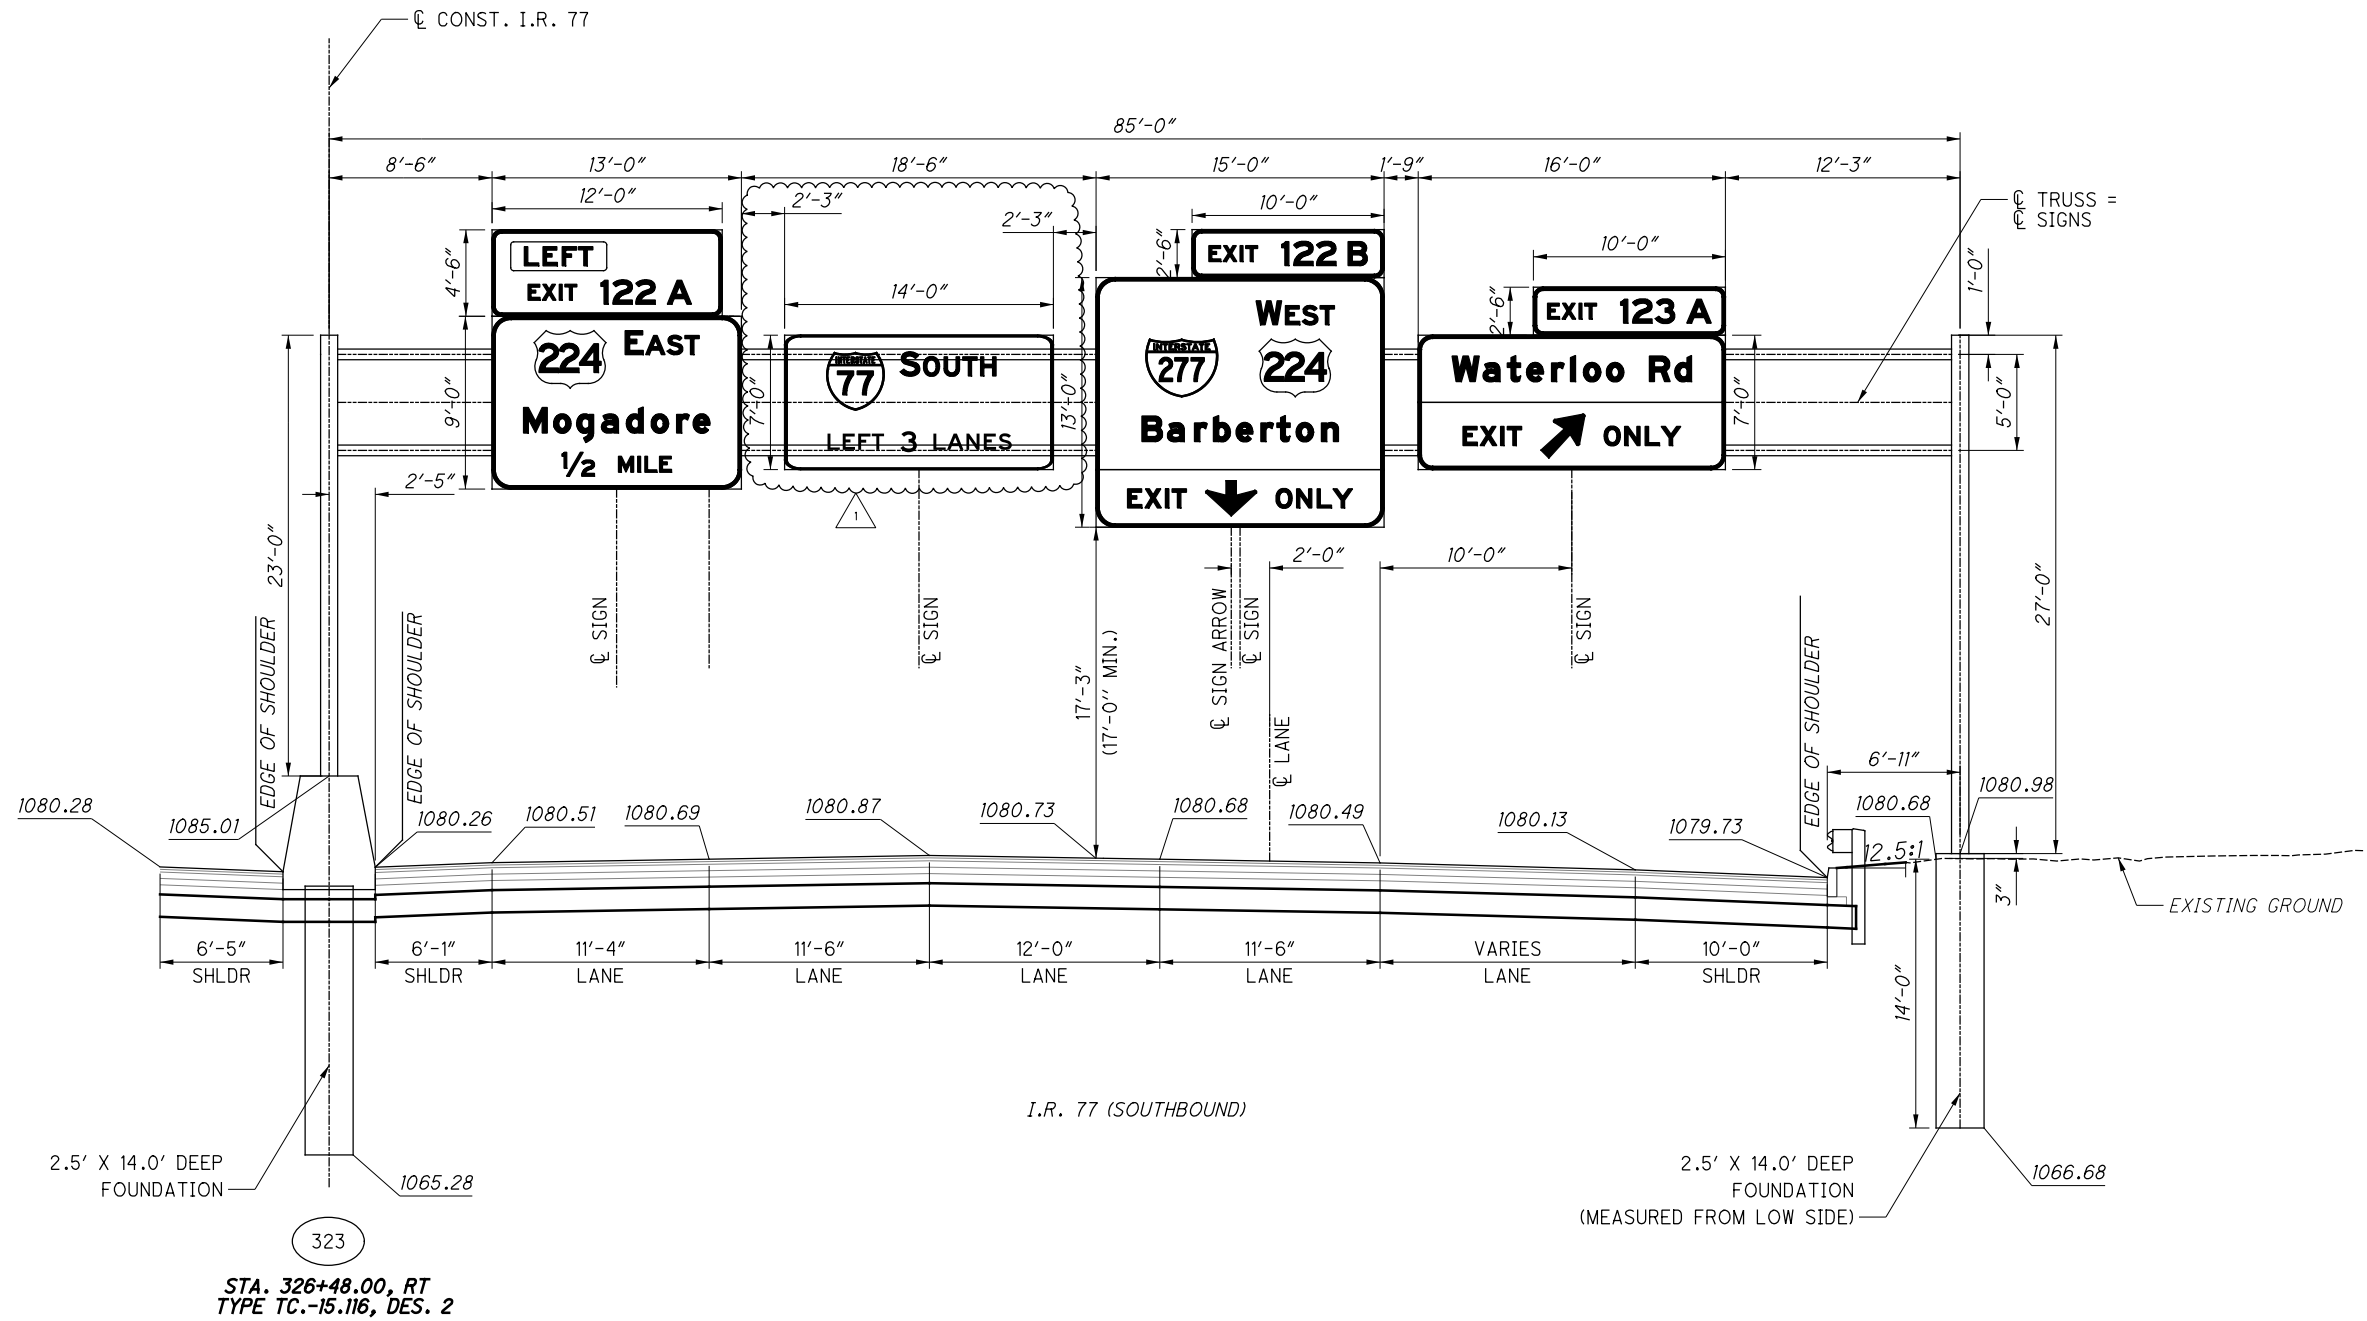 ℄ CONST. I.R. 77
85'-0"
8'-6"
13'-0"
18'-6"
15'-0"
1'-9"
16'-0"
12'-3"
12'-0"
2'-3"
2'-3"
10'-0"
10'-0"
℄ TRUSS =
℄ SIGNS
4'-6"
LEFT
EXIT 122 A
14'-0"
2'-6"
EXIT 122 B
2'-6"
EXIT 123 A
1'-0"
9'-0"
224 EAST
Mogadore
1/2 MILE
7'-0"
INTERSTATE
77 SOUTH
LEFT 3 LANES
1
13'-0"
WEST
INTERSTATE
277 224
Barberton
EXIT ONLY
Waterloo Rd
EXIT ONLY
7'-0"
5'-0"
2'-5"
23'-0"
27'-0"
2'-0"
10'-0"
℄ SIGN
℄ SIGN
℄ SIGN ARROW
℄ SIGN
℄ SIGN
℄ LANE
17'-3"
(17'-0" MIN.)
EDGE OF SHOULDER
EDGE OF SHOULDER
EDGE OF SHOULDER
6'-11"
1080.28
1085.01
1080.26
1080.51
1080.69
1080.87
1080.73
1080.68
1080.49
1080.13
1079.73
1080.68
1080.98
12.5:1
3"
EXISTING GROUND
6'-5"
SHLDR
6'-1"
SHLDR
11'-4"
LANE
11'-6"
LANE
12'-0"
LANE
11'-6"
LANE
VARIES
LANE
10'-0"
SHLDR
14'-0"
I.R. 77 (SOUTHBOUND)
2.5' X 14.0' DEEP
FOUNDATION
1065.28
2.5' X 14.0' DEEP
FOUNDATION
(MEASURED FROM LOW SIDE)
1066.68
323
STA. 326+48.00, RT
TYPE TC.-15.116, DES. 2